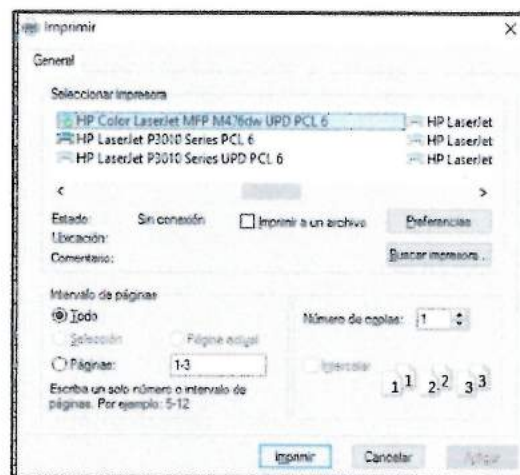 Imprimir
General
Seleccionar impresora
HP Color LaserJet MFP M476dw UPD PCL 6
HP LaserJet
HP LaserJet P3010 Series PCL 6
HP LaserJet
HP LaserJet P3010 Series UPD PCL 6
HP LaserJet
Estado: Sin conexión
Imprimir a un archivo
Preferencias
Ubicación:
Comentario:
Buscar impresora...
Intervalo de páginas
Todo
Selección
Página actual
Páginas: 1-3
Escriba un solo número o intervalo de
páginas. Por ejemplo: 5-12
Número de copias: 1
Intercalar
1 1 2 2 3 3
Imprimir
Cancelar
Aplicar